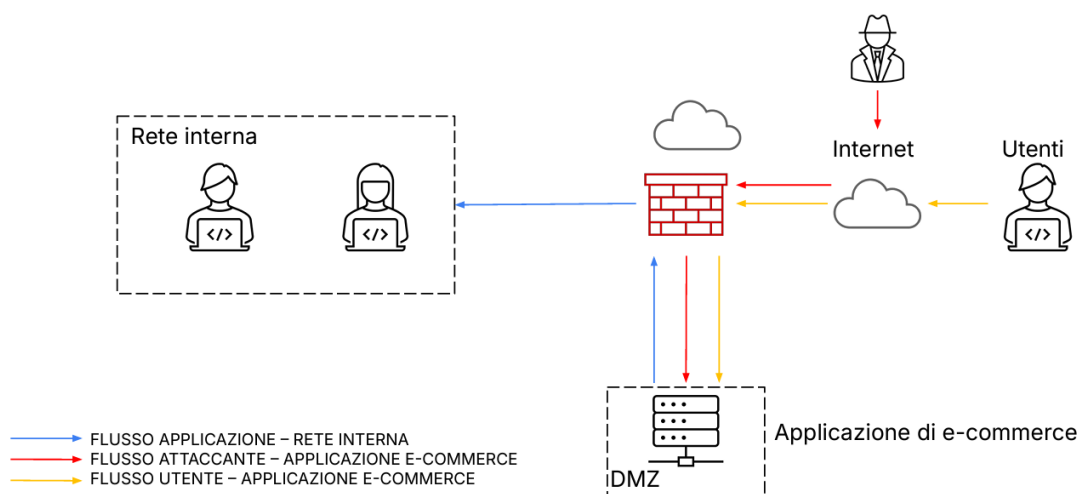 Rete interna
Internet
Utenti
Applicazione di e-commerce
DMZ
FLUSSO APPLICAZIONE – RETE INTERNA
FLUSSO ATTACCANTE – APPLICAZIONE E-COMMERCE
FLUSSO UTENTE – APPLICAZIONE E-COMMERCE